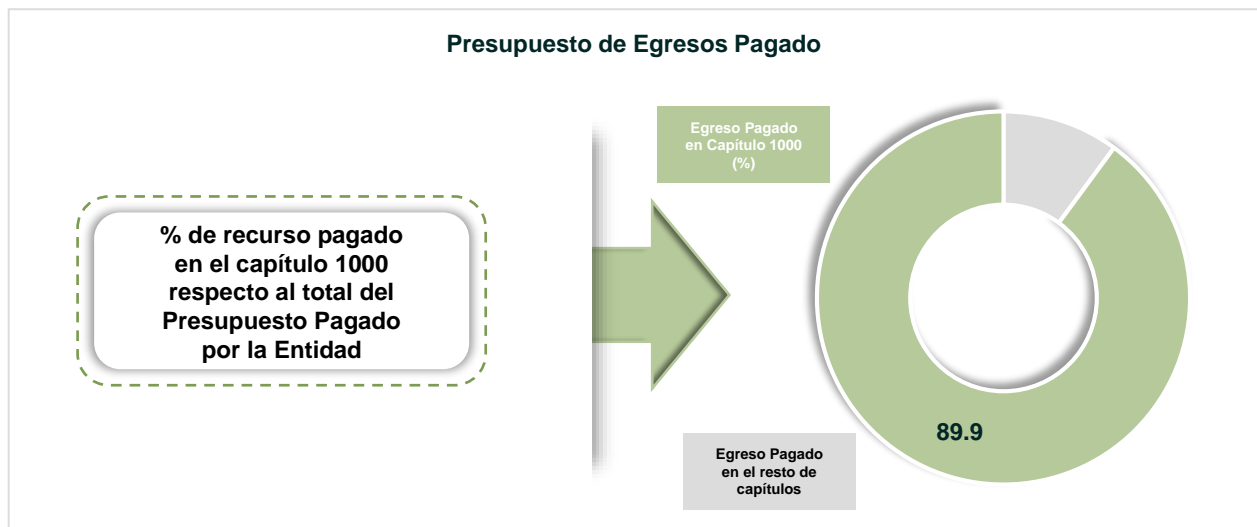 Presupuesto de Egresos Pagado
% de recurso pagado
en el capítulo 1000
respecto al total del
Presupuesto Pagado
por la Entidad
Egreso Pagado
en Capítulo 1000
(%)
89.9
Egreso Pagado
en el resto de
capítulos